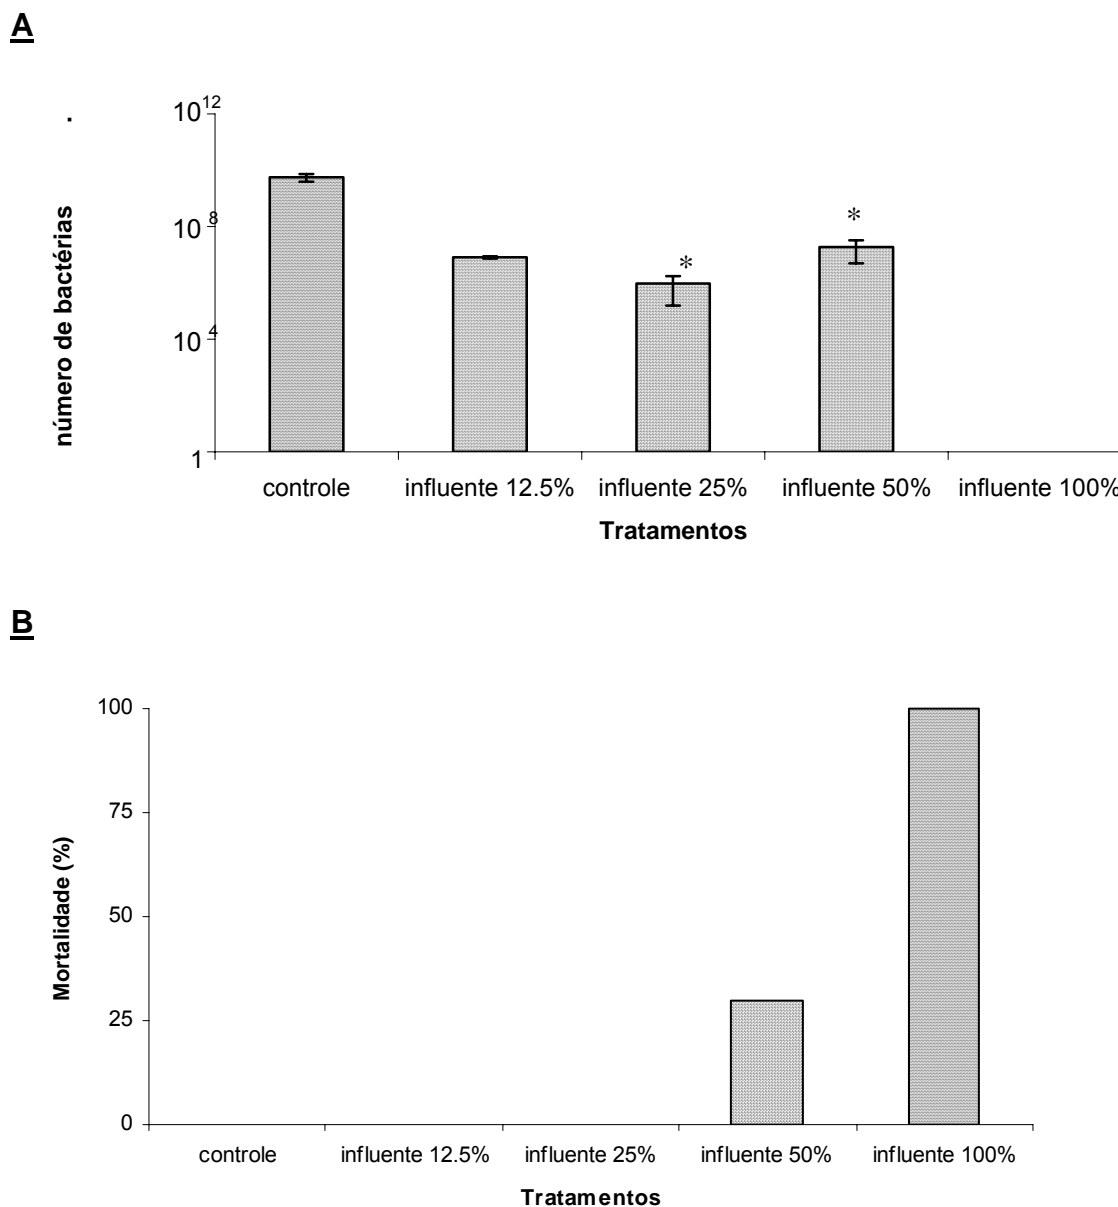 A
.
10^12
10^8
10^4
1
número de bactérias
*
*
controle influente 12.5% influente 25% influente 50% influente 100%
Tratamentos
B
100
75
50
25
0
Mortalidade (%)
controle influente 12.5% influente 25% influente 50% influente 100%
Tratamentos